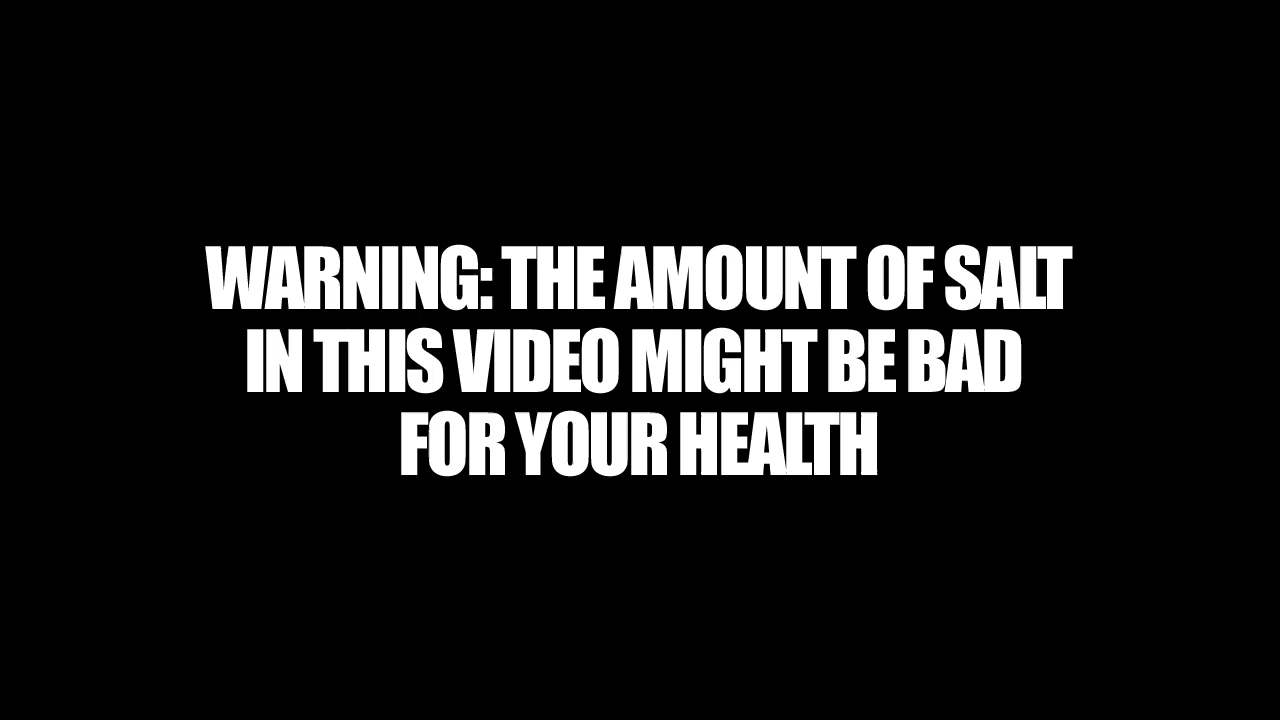 WARNING: THE AMOUNT OF SALT
IN THIS VIDEO MIGHT BE BAD
FOR YOUR HEALTH